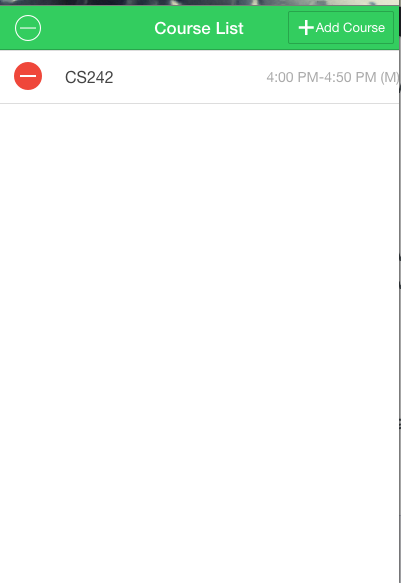 Course List
Add Course
CS242
4:00 PM-4:50 PM (M)